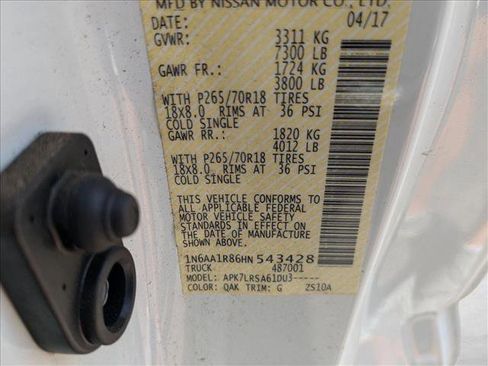 MFD BY NISSAN MOTOR CO., LTD.
DATE: 04/17
GVWR: 3311 KG
7300 LB
GAWR FR.: 1724 KG
3800 LB
WITH P265/70R18 TIRES
18X8.0 RIMS AT 36 PSI
COLD SINGLE
GAWR RR.: 1820 KG
4012 LB
WITH P265/70R18 TIRES
18X8.0 RIMS AT 36 PSI
COLD SINGLE
THIS VEHICLE CONFORMS TO
ALL APPLICABLE FEDERAL
MOTOR VEHICLE SAFETY
STANDARDS IN EFFECT ON
THE DATE OF MANUFACTURE
SHOWN ABOVE.
1N6AA1R86HN543428
TRUCK 487001
MODEL: APK7LRSA61DU3-----
COLOR: QAK TRIM: G ZS10A